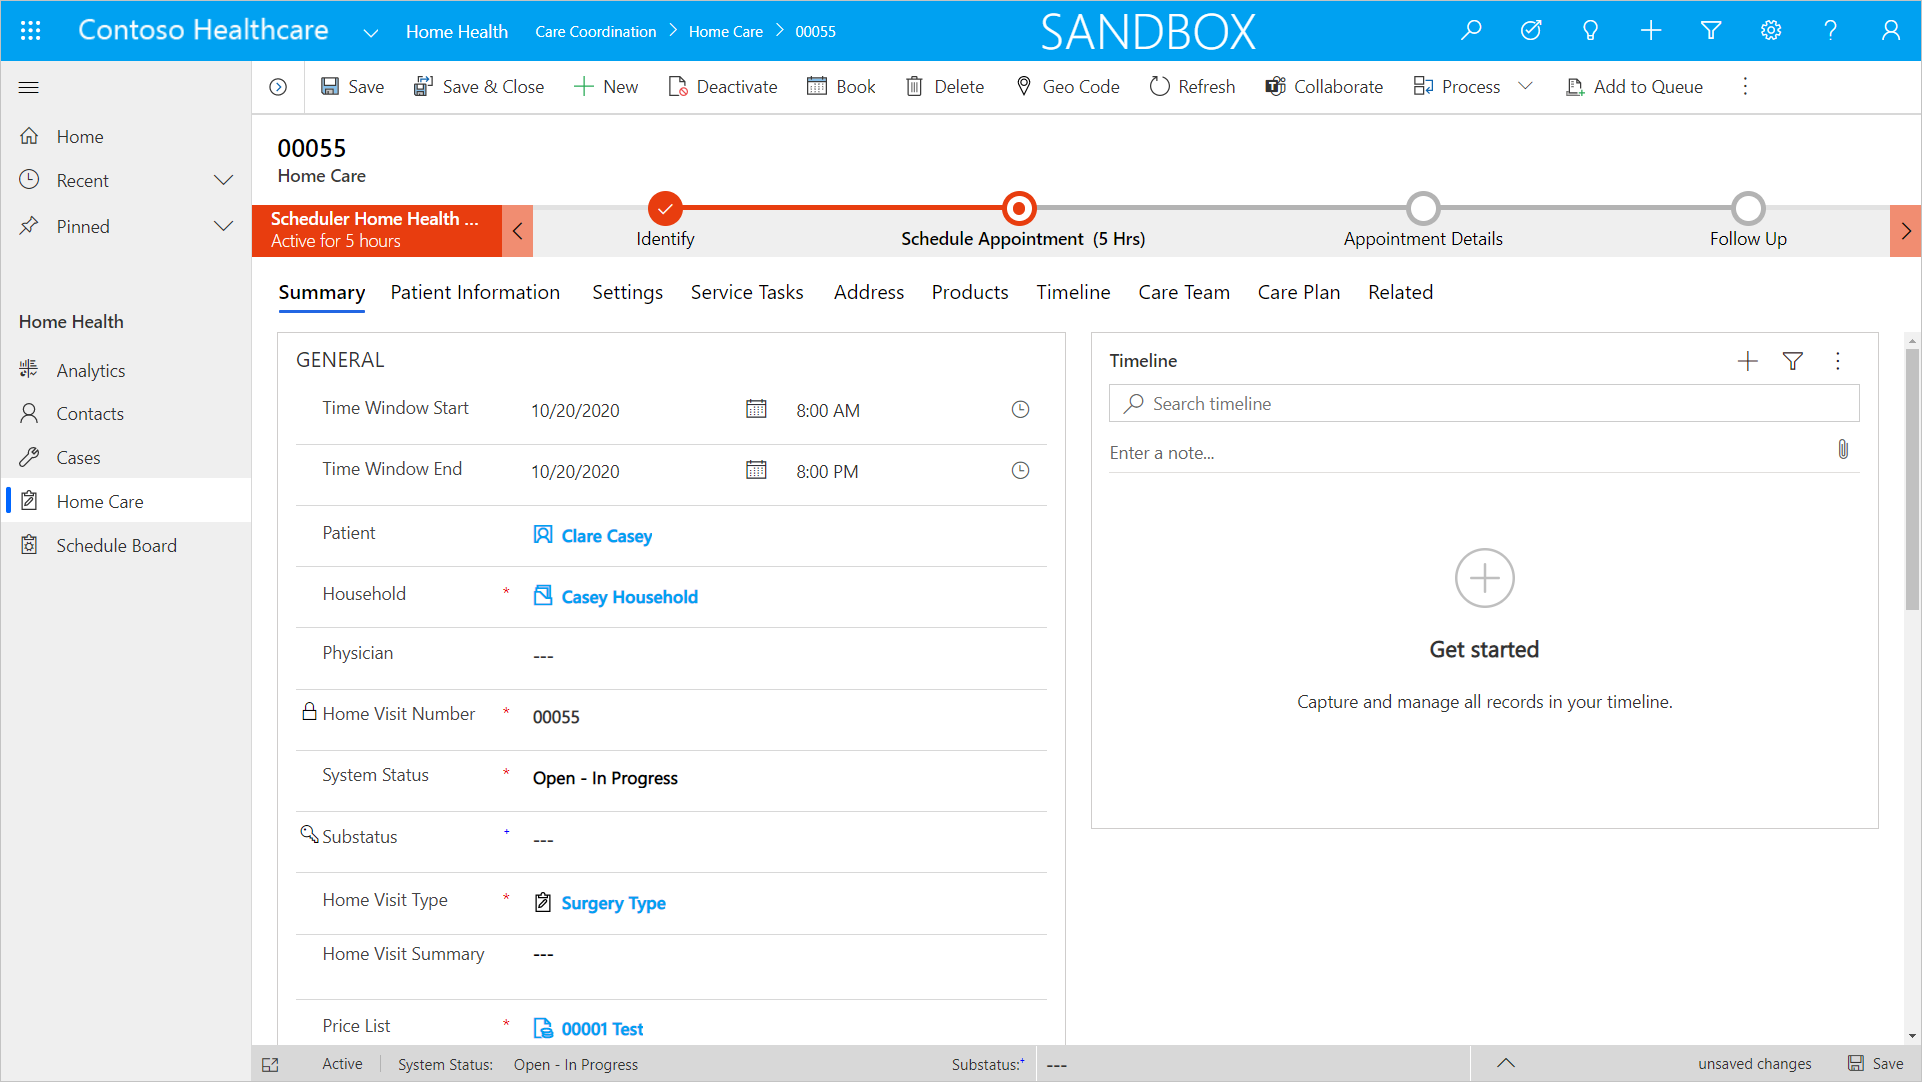 Contoso Healthcare
Home Health
Care Coordination > Home Care > 00055
SANDBOX
Save
Save & Close
New
Deactivate
Book
Delete
Geo Code
Refresh
Collaborate
Process
Add to Queue
Home
Recent
Pinned
Home Health
Analytics
Contacts
Cases
Home Care
Schedule Board
00055
Home Care
Scheduler Home Health ...
Active for 5 hours
Identify
Schedule Appointment (5 Hrs)
Appointment Details
Follow Up
Summary
Patient Information
Settings
Service Tasks
Address
Products
Timeline
Care Team
Care Plan
Related
GENERAL
Time Window Start 10/20/2020 8:00 AM
Time Window End 10/20/2020 8:00 PM
Patient Clare Casey
Household * Casey Household
Physician ---
Home Visit Number * 00055
System Status * Open - In Progress
Substatus + ---
Home Visit Type * Surgery Type
Home Visit Summary ---
Price List * 00001 Test
Timeline
Search timeline
Enter a note...
Get started
Capture and manage all records in your timeline.
Active
System Status: Open - In Progress
Substatus:+ ---
unsaved changes
Save